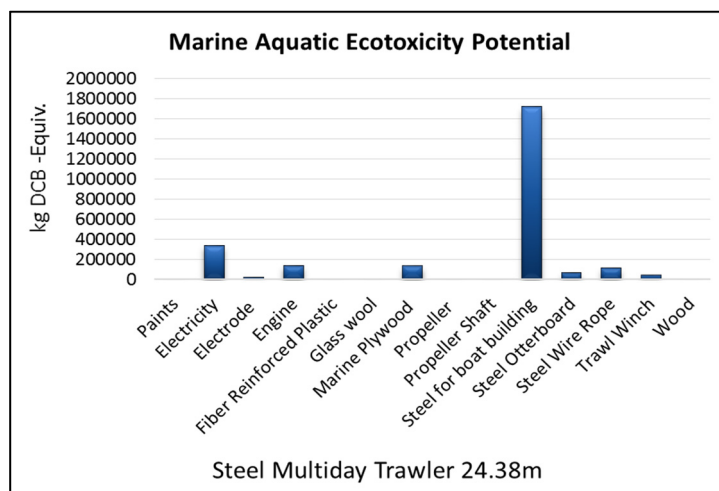 Marine Aquatic Ecotoxicity Potential
kg DCB -Equiv.
2000000
1800000
1600000
1400000
1200000
1000000
800000
600000
400000
200000
0
Paints
Electricity
Electrode
Engine
Fiber Reinforced Plastic
Glass wool
Marine Plywood
Propeller
Propeller Shaft
Steel for boat building
Steel Otterboard
Steel Wire Rope
Trawl Winch
Wood
Steel Multiday Trawler 24.38m